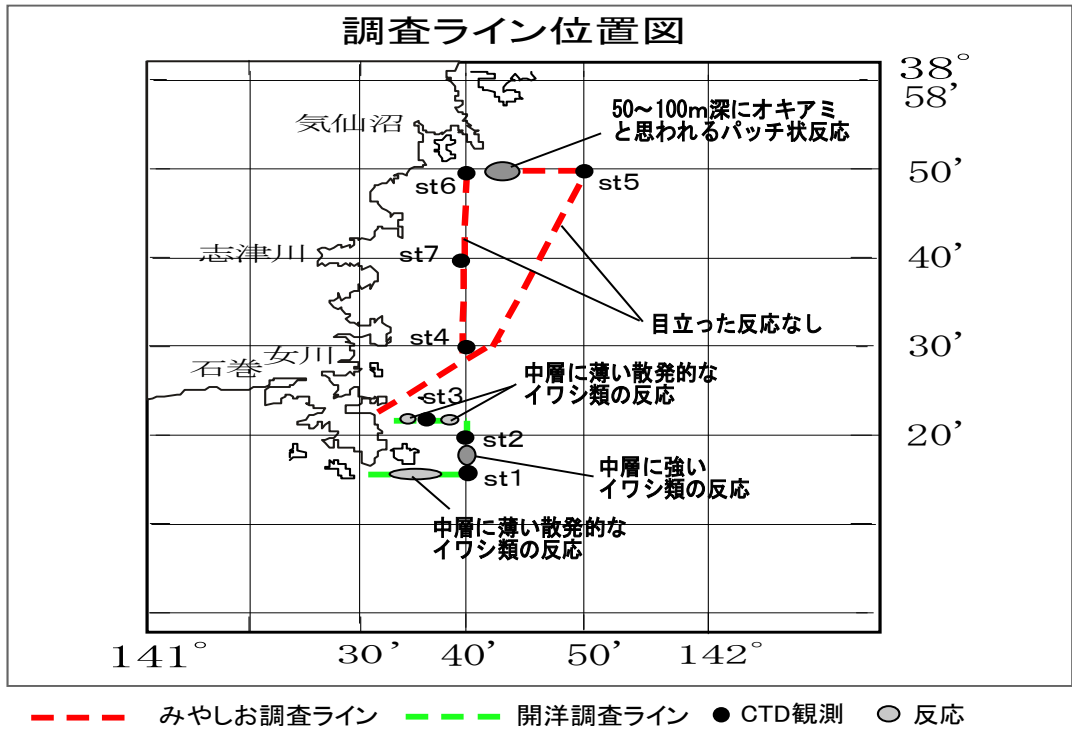 調査ライン位置図
38°
58'
50～100m深にオキアミ
と思われるパッチ状反応
気仙沼
50'
st6
st5
志津川
st7
40'
目立った反応なし
st4
30'
女川
石巻
中層に薄い散発的な
イワシ類の反応
st3
20'
st2
中層に強い
イワシ類の反応
st1
中層に薄い散発的な
イワシ類の反応
141°
30'
40'
50'
142°
みやしお調査ライン
開洋調査ライン
CTD観測
反応